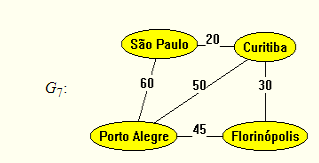 São Paulo
20
Curitiba
60
50
30
G7:
Porto Alegre
45
Florinópolis